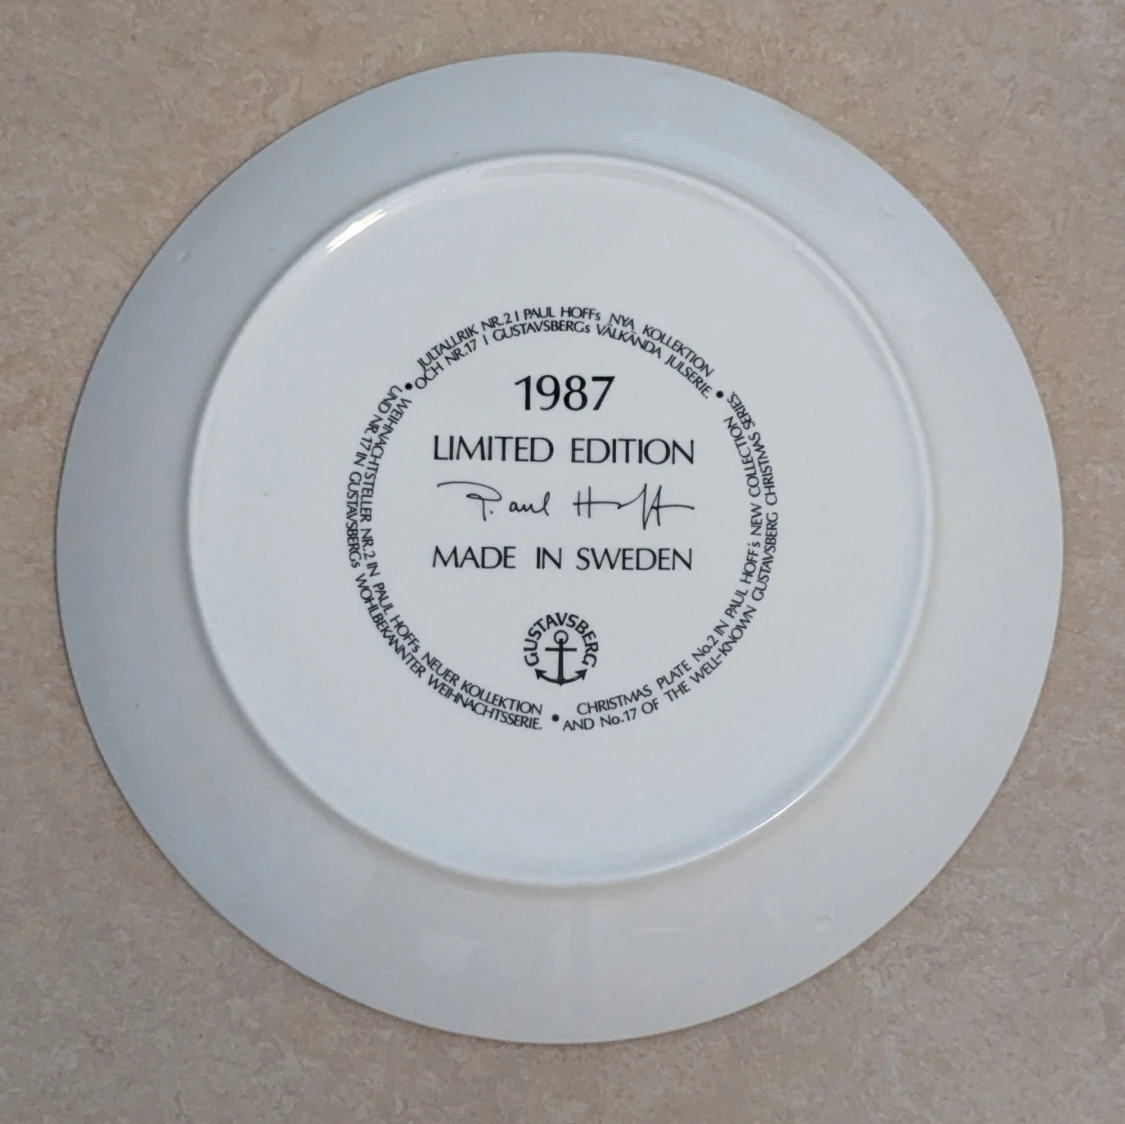 JULTALLRIK NR.2 I PAUL HOFFs NYA KOLLEKTION
OCH NR.17 I GUSTAVSBERGs VÄLKÄNDA JULSERIE.
1987
LIMITED EDITION
Paul Hoff
MADE IN SWEDEN
GUSTAVSBERG
CHRISTMAS PLATE No.2 IN PAUL HOFF's NEW COLLECTION
AND No.17 OF THE WELL-KNOWN GUSTAVSBERG CHRISTMAS SERIES.
WEIHNACHTSTELLER NR.2 IN PAUL HOFFs NEUER KOLLEKTION
UND NR.17 IN GUSTAVSBERGs WOHLBEKANNTER WEIHNACHTSSERIE.